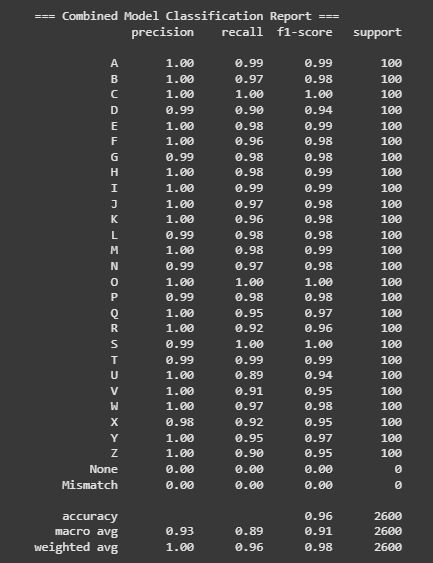 === Combined Model Classification Report ===
precision recall f1-score support
A 1.00 0.99 0.99 100
B 1.00 0.97 0.98 100
C 1.00 1.00 1.00 100
D 0.99 0.90 0.94 100
E 1.00 0.98 0.99 100
F 1.00 0.96 0.98 100
G 0.99 0.98 0.98 100
H 1.00 0.98 0.99 100
I 1.00 0.99 0.99 100
J 1.00 0.97 0.98 100
K 1.00 0.96 0.98 100
L 0.99 0.98 0.98 100
M 1.00 0.98 0.99 100
N 0.99 0.97 0.98 100
O 1.00 1.00 1.00 100
P 0.99 0.98 0.98 100
Q 1.00 0.95 0.97 100
R 1.00 0.92 0.96 100
S 0.99 1.00 1.00 100
T 0.99 0.99 0.99 100
U 1.00 0.89 0.94 100
V 1.00 0.91 0.95 100
W 1.00 0.97 0.98 100
X 0.98 0.92 0.95 100
Y 1.00 0.95 0.97 100
Z 1.00 0.90 0.95 100
None 0.00 0.00 0.00 0
Mismatch 0.00 0.00 0.00 0
accuracy 0.96 2600
macro avg 0.93 0.89 0.91 2600
weighted avg 1.00 0.96 0.98 2600